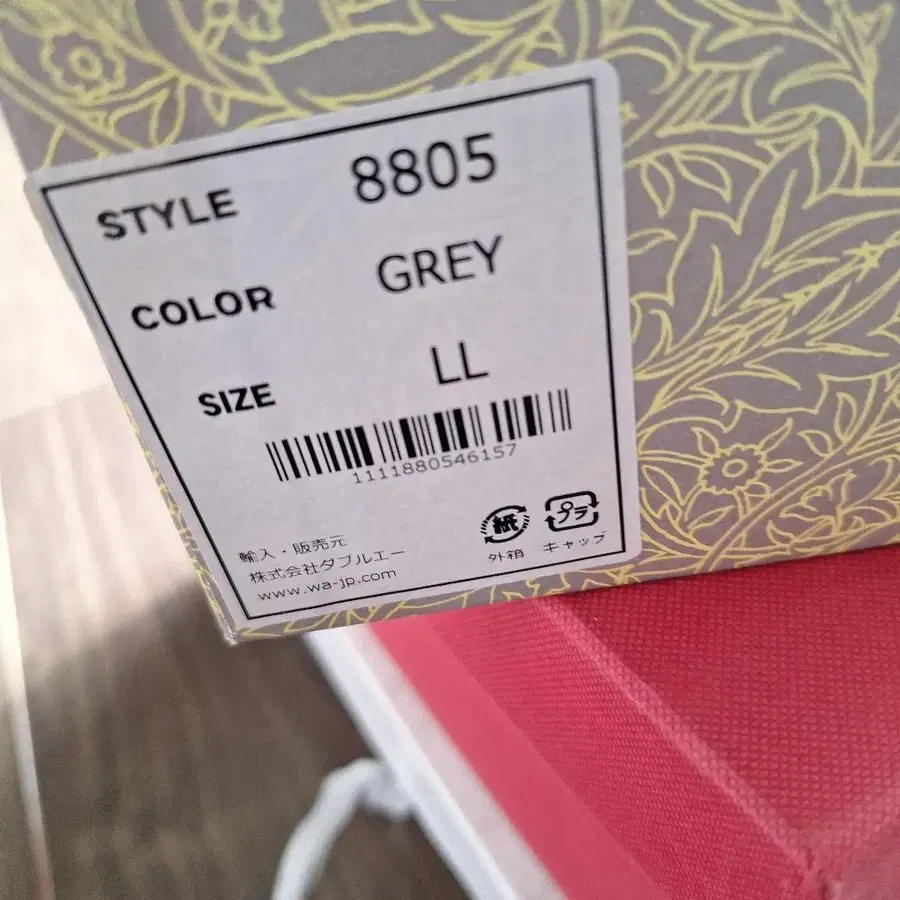 STYLE 8805
COLOR GREY
SIZE LL
1111880546157
輸入・販売元
株式会社ダブルエー
www.wa-jp.com
紙 プラ
外箱 キャップ